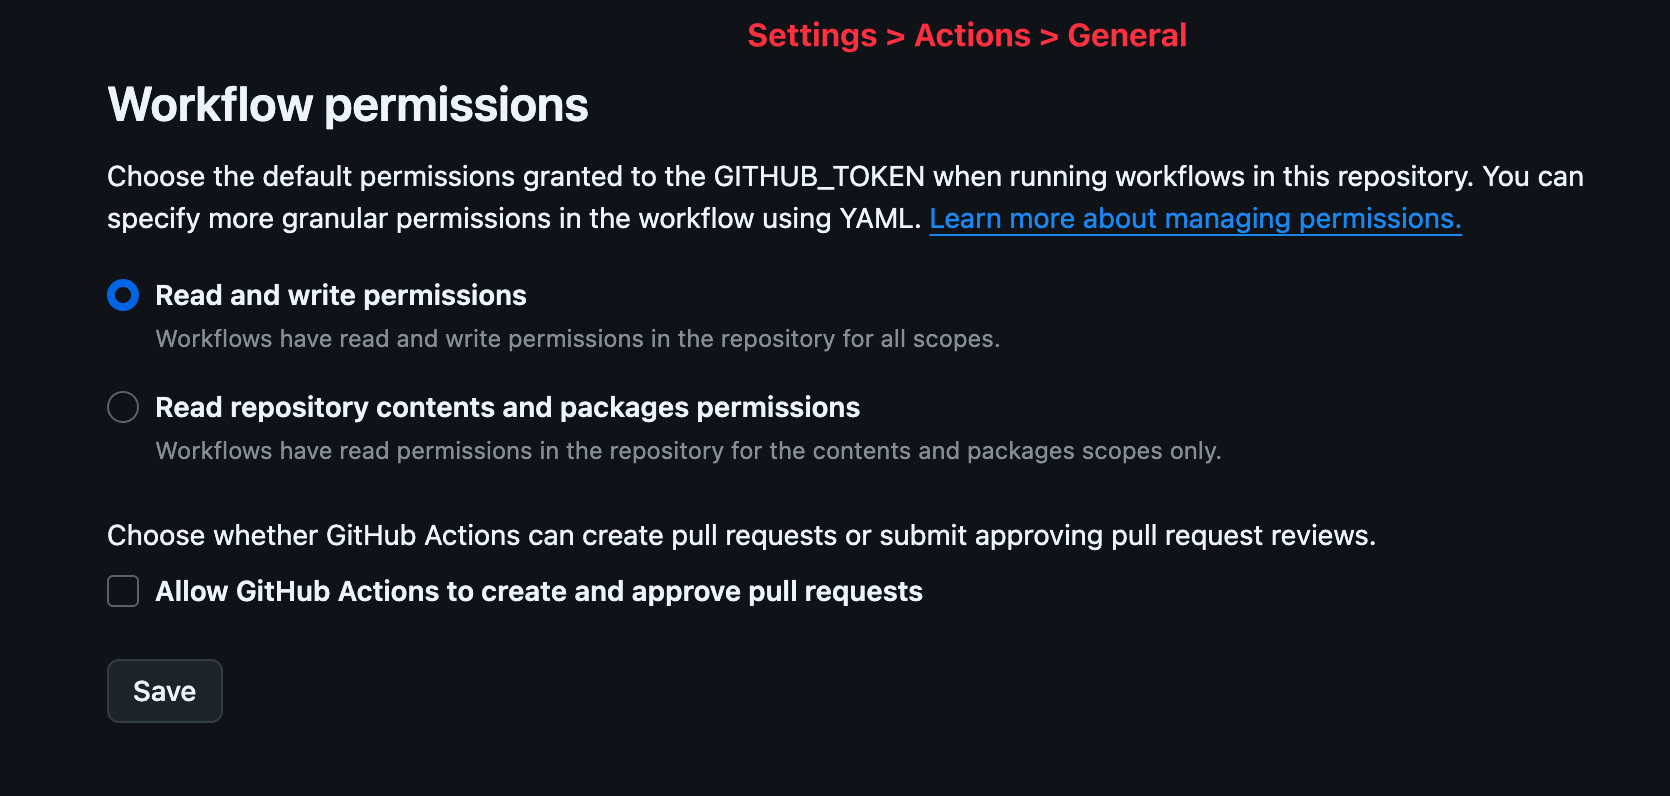 Settings > Actions > General
Workflow permissions
Choose the default permissions granted to the GITHUB_TOKEN when running workflows in this repository. You can
specify more granular permissions in the workflow using YAML. Learn more about managing permissions.
Read and write permissions
Workflows have read and write permissions in the repository for all scopes.
Read repository contents and packages permissions
Workflows have read permissions in the repository for the contents and packages scopes only.
Choose whether GitHub Actions can create pull requests or submit approving pull request reviews.
Allow GitHub Actions to create and approve pull requests
Save